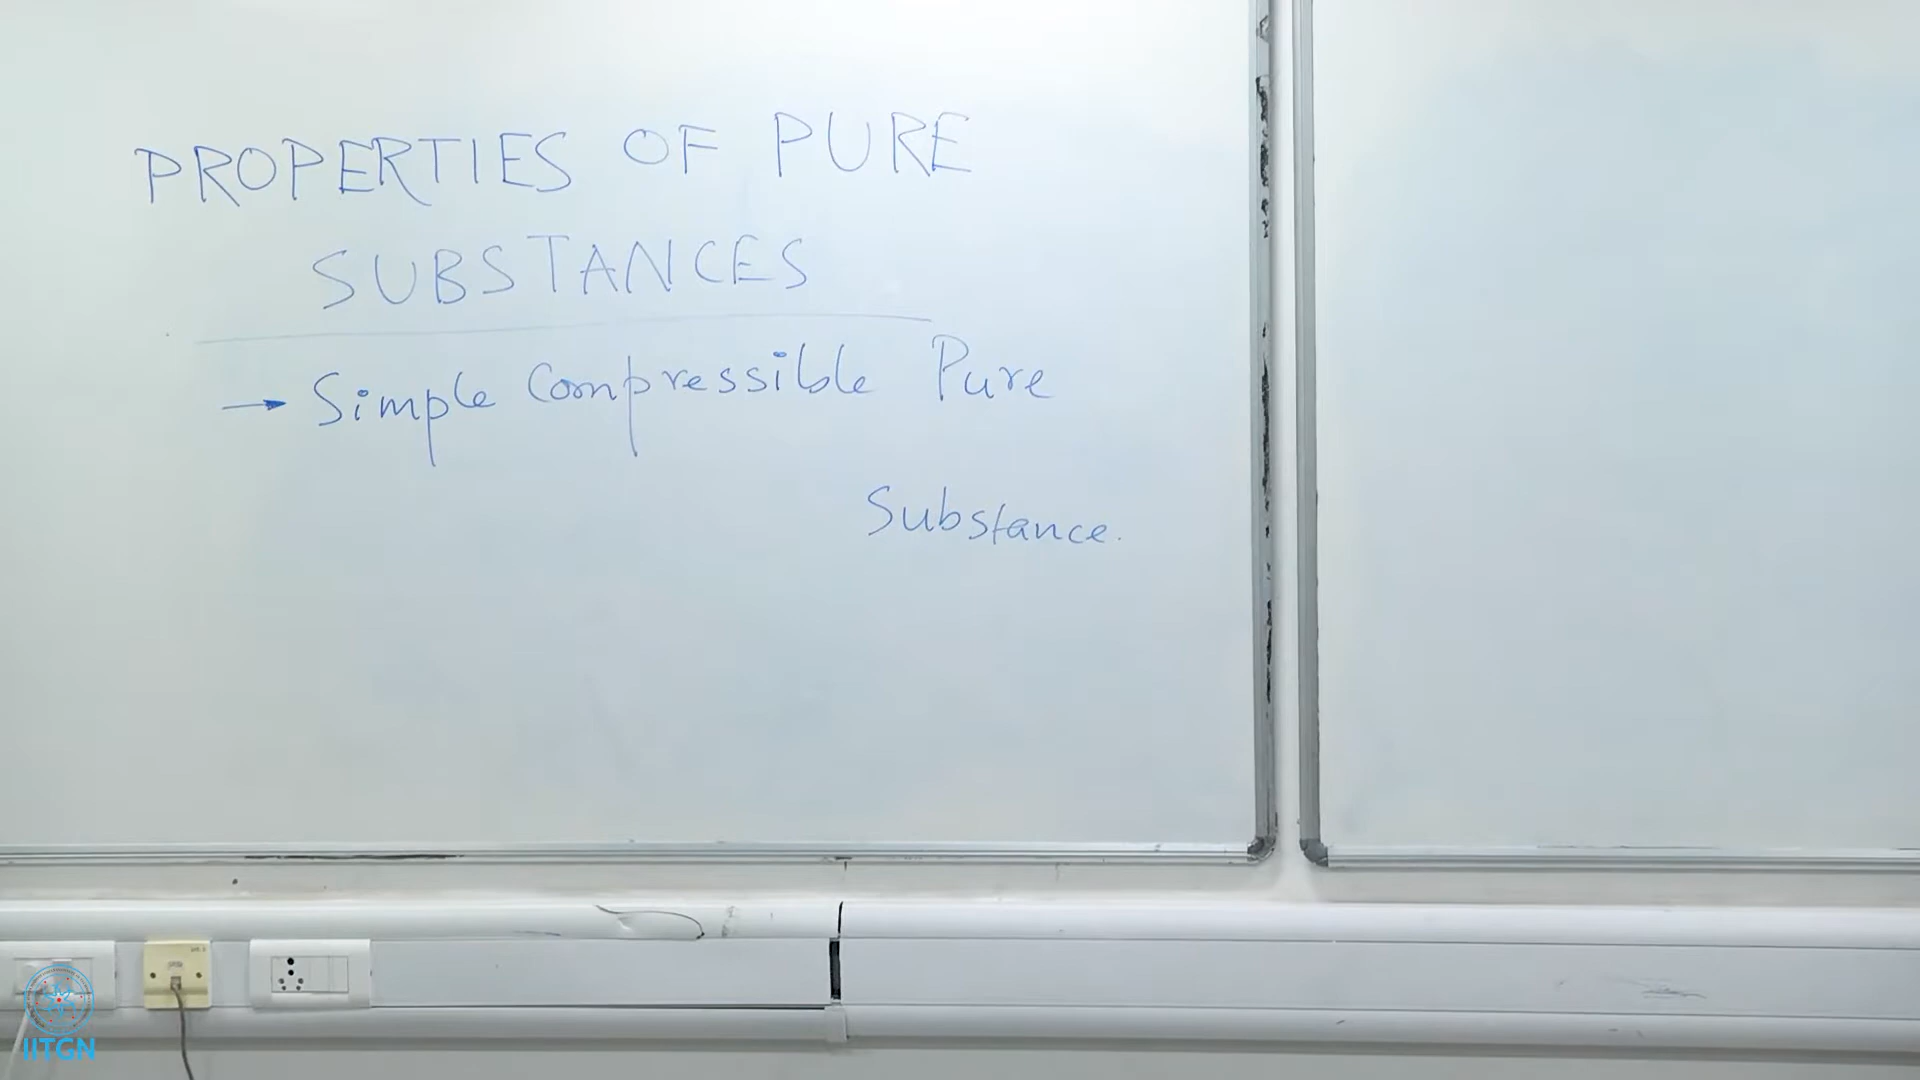 PROPERTIES OF PURE
SUBSTANCES
→ Simple Compressible Pure
Substance.
IITGN